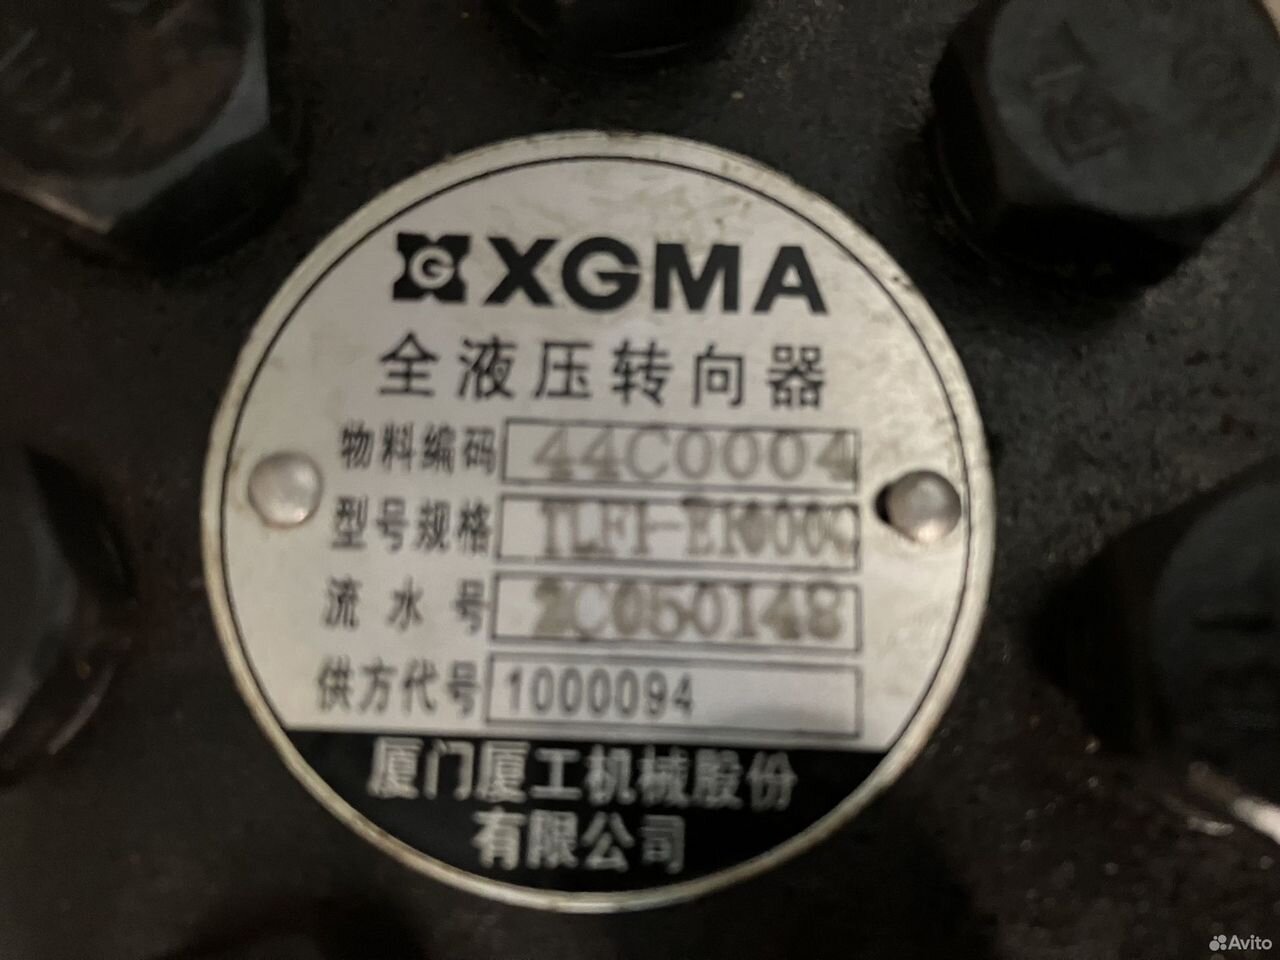 G XGMA
全液压转向器
物料编码 44C0004
型号规格 TLF1-E1000C
流水号 2C050148
供方代号 1000094
厦门厦工机械股份
有限公司
Avito